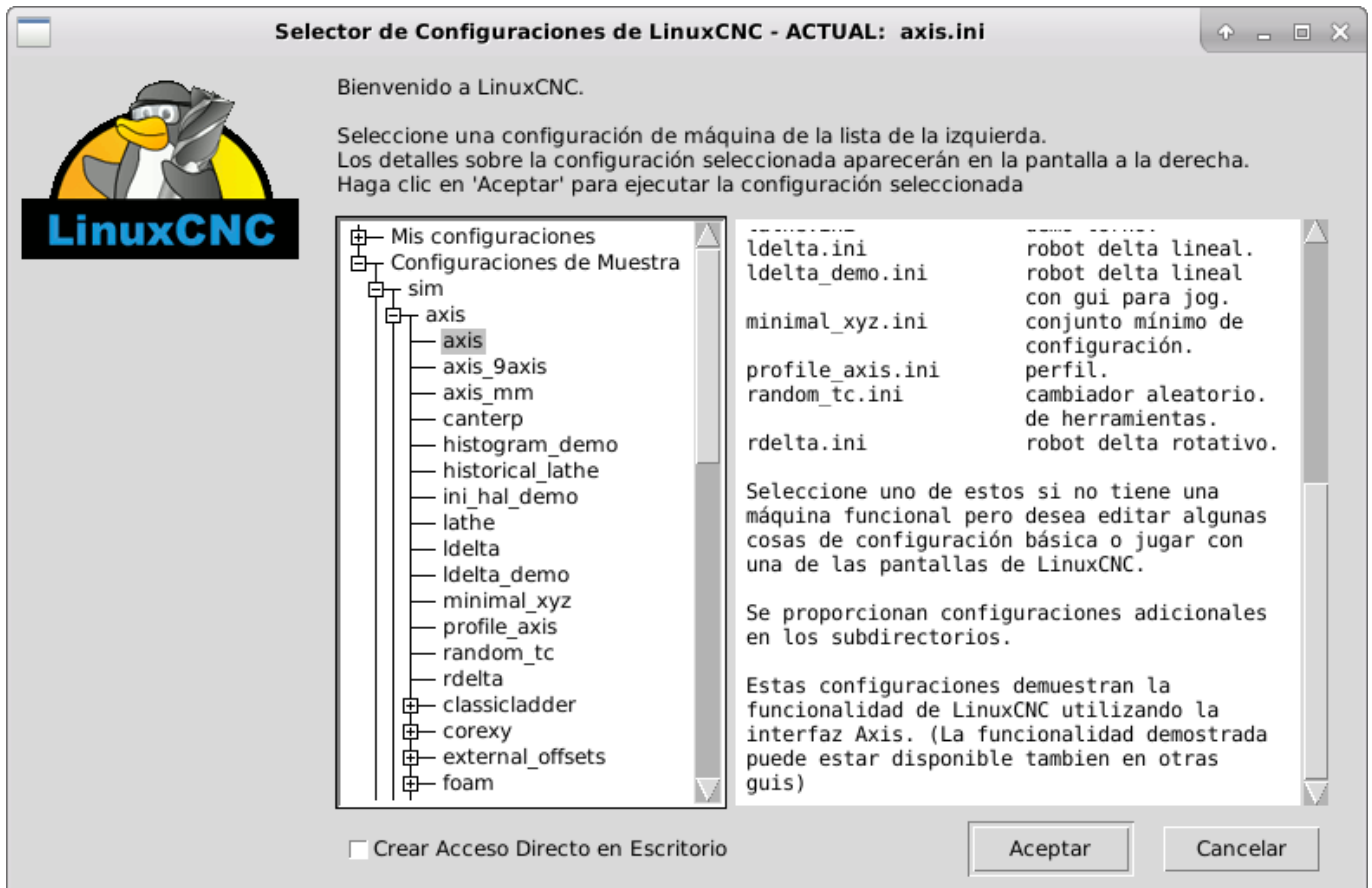 Selector de Configuraciones de LinuxCNC - ACTUAL: axis.ini
LinuxCNC
Bienvenido a LinuxCNC.
Seleccione una configuración de máquina de la lista de la izquierda.
Los detalles sobre la configuración seleccionada aparecerán en la pantalla a la derecha.
Haga clic en 'Aceptar' para ejecutar la configuración seleccionada
Mis configuraciones
Configuraciones de Muestra
sim
axis
axis
axis_9axis
axis_mm
canterp
histogram_demo
historical_lathe
ini_hal_demo
lathe
ldelta
ldelta_demo
minimal_xyz
profile_axis
random_tc
rdelta
classicladder
corexy
external_offsets
foam
ldelta.ini robot delta lineal.
ldelta_demo.ini robot delta lineal
con gui para jog.
minimal_xyz.ini conjunto mínimo de
configuración.
profile_axis.ini perfil.
random_tc.ini cambiador aleatorio.
de herramientas.
rdelta.ini robot delta rotativo.
Seleccione uno de estos si no tiene una
máquina funcional pero desea editar algunas
cosas de configuración básica o jugar con
una de las pantallas de LinuxCNC.
Se proporcionan configuraciones adicionales
en los subdirectorios.
Estas configuraciones demuestran la
funcionalidad de LinuxCNC utilizando la
interfaz Axis. (La funcionalidad demostrada
puede estar disponible tambien en otras
guis)
Crear Acceso Directo en Escritorio
Aceptar
Cancelar